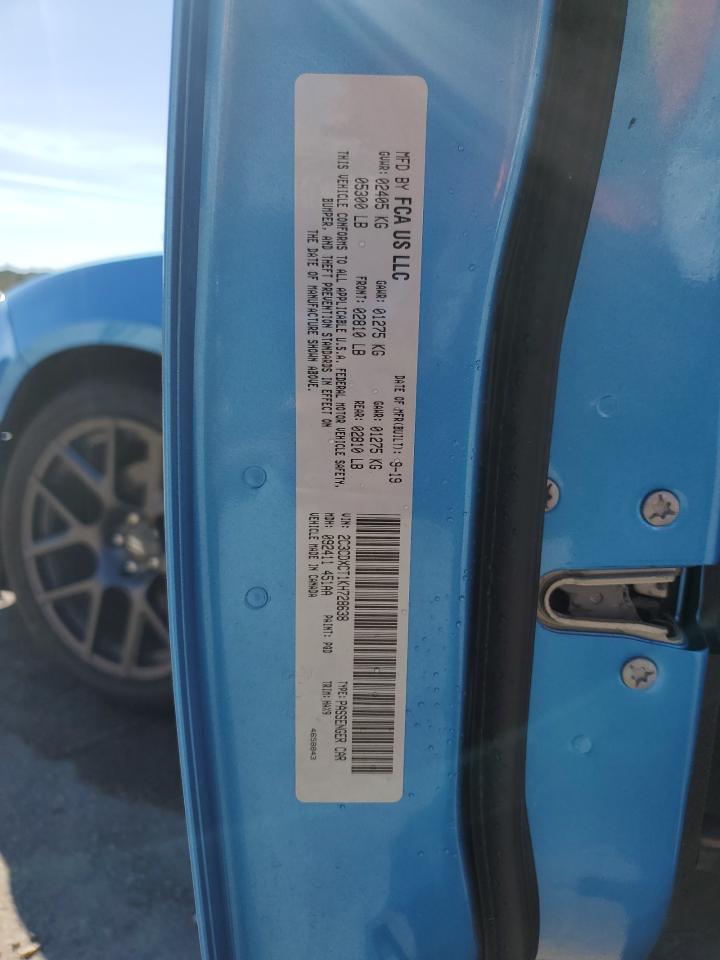 MFD BY FCA US LLC
DATE OF MFR(BUILT): 9-19
GVWR: 02405 KG GAWR: 01275 KG GAWR: 01275 KG
05300 LB FRONT: 02810 LB REAR: 02810 LB
THIS VEHICLE CONFORMS TO ALL APPLICABLE U.S.A. FEDERAL MOTOR VEHICLE SAFETY,
BUMPER, AND THEFT PREVENTION STANDARDS IN EFFECT ON
THE DATE OF MANUFACTURE SHOWN ABOVE.
VIN: 2C3CDXCT1KH728638 TYPE: PASSENGER CAR
MDH: 092411 451AA PAINT: PQD TRIM: HAX9
VEHICLE MADE IN CANADA 4658843